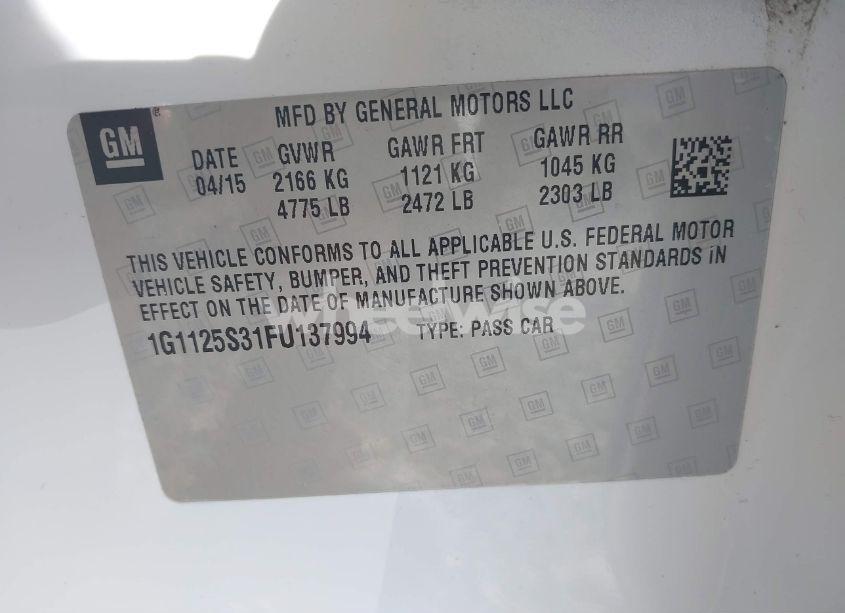 MFD BY GENERAL MOTORS LLC
GM
DATE GVWR GAWR FRT GAWR RR
04/15 2166 KG 1121 KG 1045 KG
4775 LB 2472 LB 2303 LB
THIS VEHICLE CONFORMS TO ALL APPLICABLE U.S. FEDERAL MOTOR
VEHICLE SAFETY, BUMPER, AND THEFT PREVENTION STANDARDS iN
EFFECT ON THE DATE OF MANUFACTURE SHOWN ABOVE.
1G1125S31FU137994 TYPE: PASS CAR
wheelwise